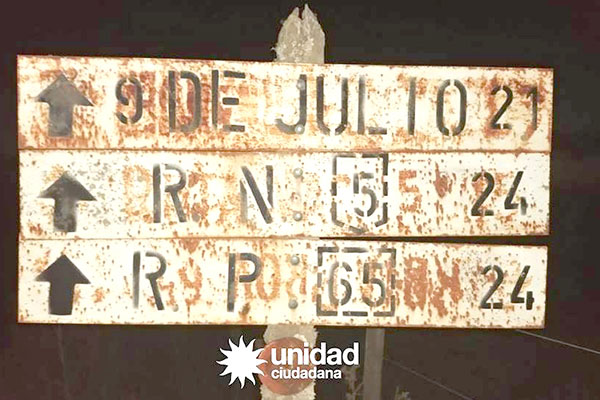 9 DE JULIO 21
R N: 5 24
R. P: 65 24
unidad
ciudadana